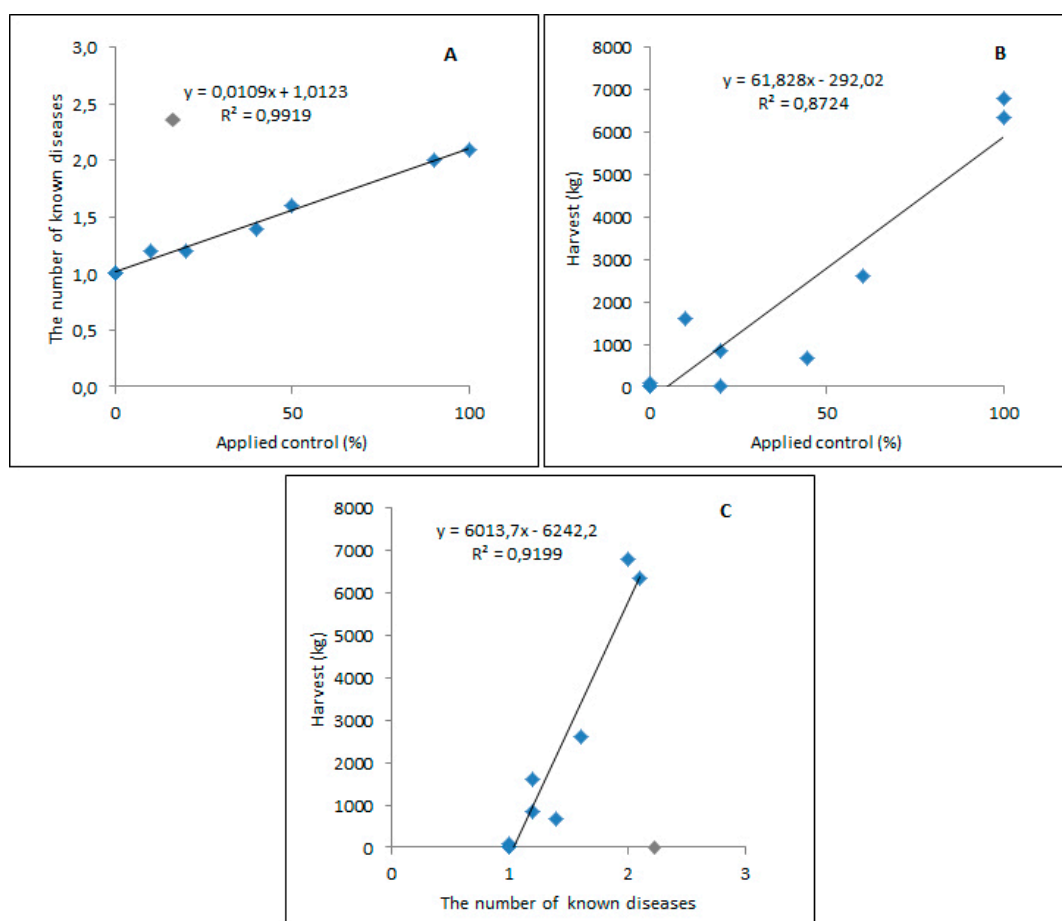 A
y = 0,0109x + 1,0123
R² = 0,9919
3,0
2,5
2,0
1,5
1,0
0,5
0,0
The number of known diseases
0 50 100
Applied control (%)
B
y = 61,828x - 292,02
R² = 0,8724
8000
7000
6000
5000
4000
3000
2000
1000
0
Harvest (kg)
0 50 100
Applied control (%)
C
y = 6013,7x - 6242,2
R² = 0,9199
8000
7000
6000
5000
4000
3000
2000
1000
0
Harvest (kg)
0 1 2 3
The number of known diseases